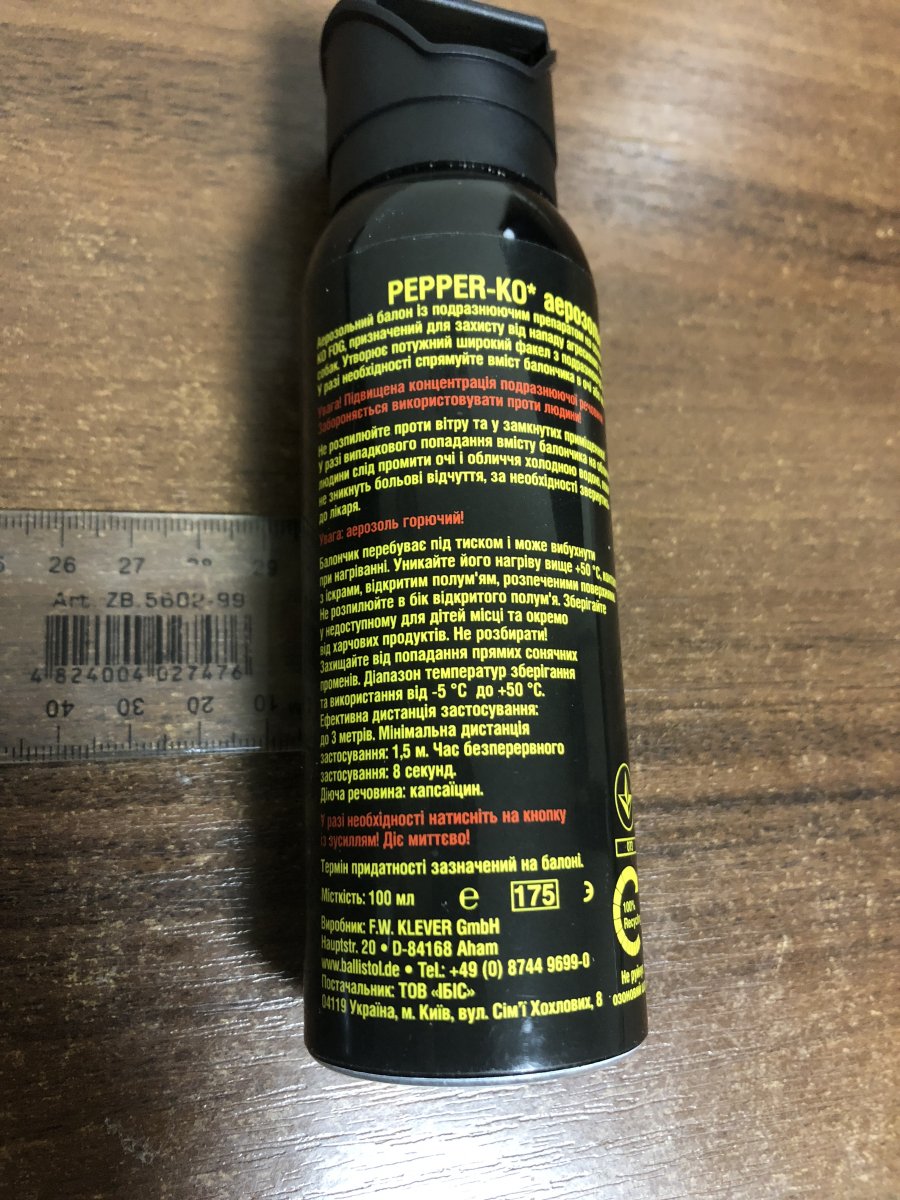 PEPPER-KO* аерозоль
Аерозольний балон із подразнюючим препаратом
KO FOG, призначений для захисту від нападу
собак. Утворює потужний широкий факел з
У разі необхідності спрямуйте вміст балончика в очі
Увага! Підвищена концентрація подразнюючої
Забороняється використовувати проти людини!
Не розпилюйте проти вітру та у замкнутих
У разі випадкового попадання вмісту балончика на
людини слід промити очі і обличчя холодною водою,
не зникнуть больові відчуття, за необхідності
до лікаря.
Увага: аерозоль горючий!
Балончик перебуває під тиском і може вибухнути
при нагріванні. Уникайте його нагріву вище +50 °C,
з іскрами, відкритим полум'ям, розпеченими
Не розпилюйте в бік відкритого полум'я. Зберігайте
у недоступному для дітей місці та окремо
від харчових продуктів. Не розбирати!
Захищайте від попадання прямих сонячних
променів. Діапазон температур зберігання
та використання від -5 °C до +50 °C.
Ефективна дистанція застосування:
до 3 метрів. Мінімальна дистанція
застосування: 1,5 м. Час безперервного
застосування: 8 секунд.
Діюча речовина: капсаїцин.
У разі необхідності натисніть на кнопку
із зусиллям! Діє миттєво!
Термін придатності зазначений на балоні.
Місткість: 100 мл ℮ 175
Виробник: F.W. KLEVER GmbH
Hauptstr. 20 • D-84168 Aham
www.ballistol.de • Tel.: +49 (0) 8744 9699-0
Постачальник: ТОВ «ІБІС»
04119 Україна, м. Київ, вул. Сім'ї Хохлових, 8
100%
Не
26 27 28 29
Art. ZB.5602-99
4 824004 027476
40 30 20 10